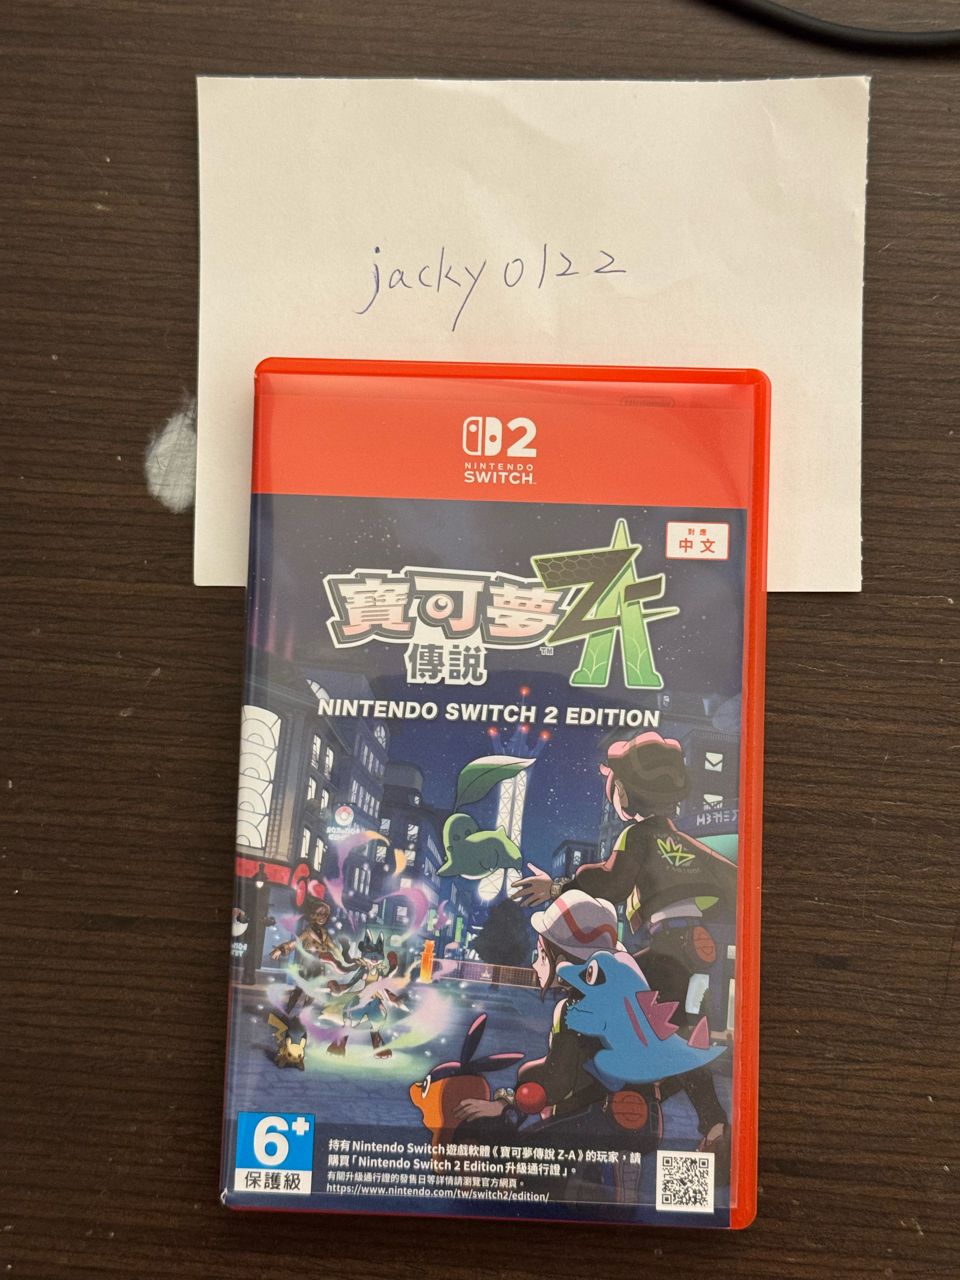 jacky0122
2
NINTENDO
SWITCH
對應
中文
寶可夢
傳說
ZA
TM
NINTENDO SWITCH 2 EDITION
6+
保護級
持有Nintendo Switch遊戲軟體《寶可夢傳說 Z-A》的玩家，請
購買「Nintendo Switch 2 Edition升級通行證」。
有關升級通行證的發售日等詳情請瀏覽官方網頁。
https://www.nintendo.com/tw/switch2/edition/